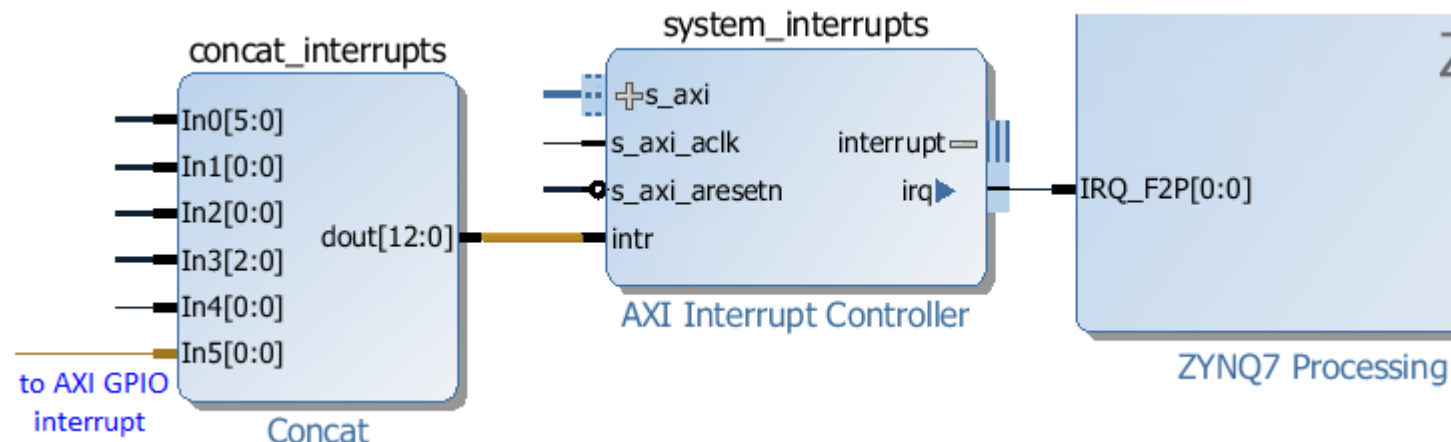 concat_interrupts
In0[5:0]
In1[0:0]
In2[0:0]
In3[2:0]
In4[0:0]
In5[0:0]
dout[12:0]
to AXI GPIO
interrupt
Concat
system_interrupts
s_axi
s_axi_aclk
s_axi_aresetn
intr
interrupt
irq
AXI Interrupt Controller
IRQ_F2P[0:0]
ZYNQ7 Processing